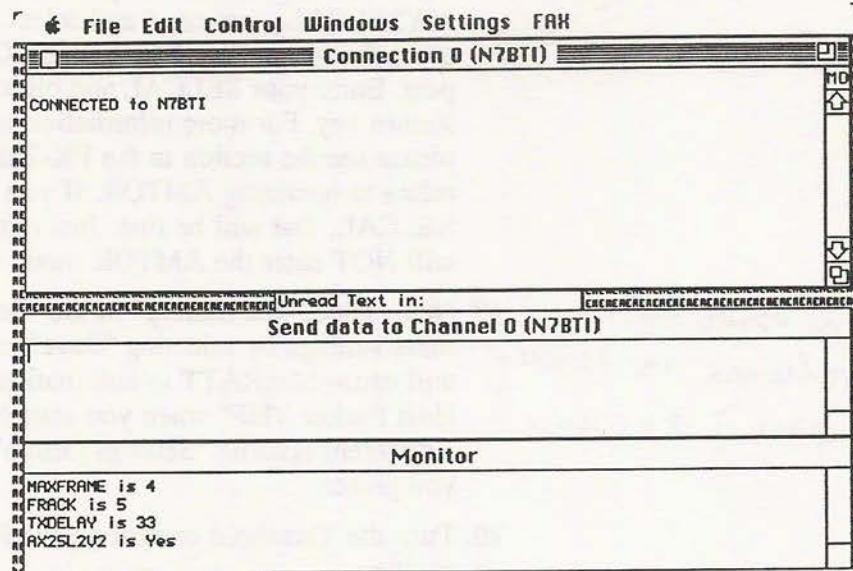 File Edit Control Windows Settings FAX
Connection 0 (N7BTI)
MO
CONNECTED to N7BTI
Unread Text in:
Send data to Channel 0 (N7BTI)
Monitor
MAXFRAME is 4
FRACK is 5
TXDELAY is 33
AX25L2V2 is Yes